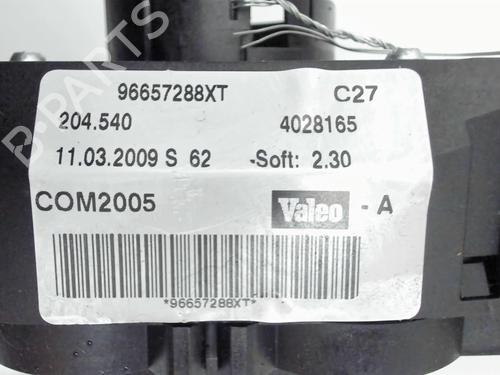 B-PARTS
96657288XT C27
204.540 4028165
11.03.2009 S 62 -Soft: 2.30
COM2005 Valeo - A
*96657288XT*